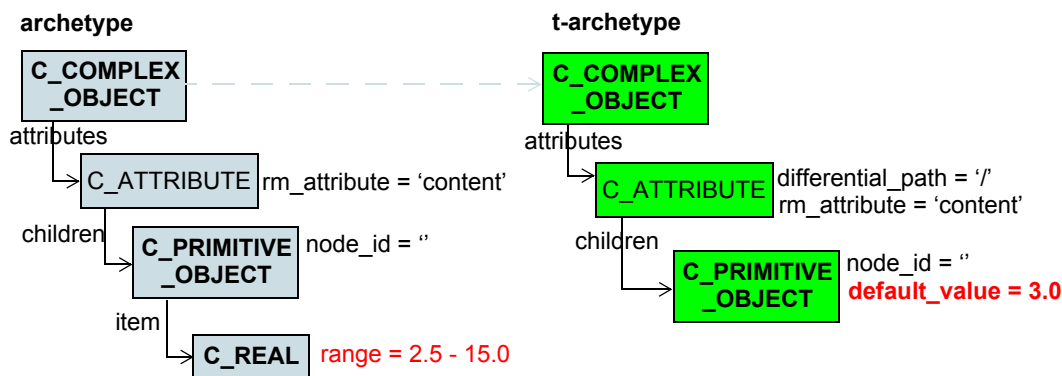 archetype
C_COMPLEX
_OBJECT
attributes
C_ATTRIBUTE
rm_attribute = ‘content’
children
C_PRIMITIVE
_OBJECT
node_id = ‘’
item
C_REAL
range = 2.5 - 15.0
t-archetype
C_COMPLEX
_OBJECT
attributes
C_ATTRIBUTE
differential_path = ‘/’
rm_attribute = ‘content’
children
C_PRIMITIVE
_OBJECT
node_id = ‘’
default_value = 3.0